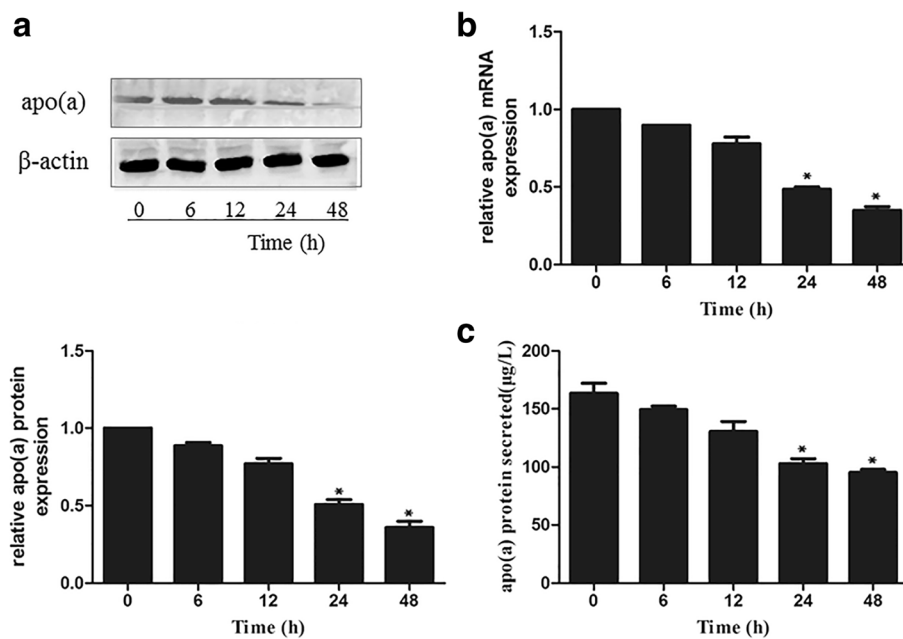 a
apo(a)
β-actin
0 6 12 24 48
Time (h)
relative apo(a) protein
expression
1.5
1.0
0.5
0.0
* *
0 6 12 24 48
Time (h)
b
relative apo(a) mRNA
expression
1.5
1.0
0.5
0.0
* *
0 6 12 24 48
Time (h)
c
apo(a) protein secreted(μg/L)
200
150
100
50
0
* *
0 6 12 24 48
Time (h)